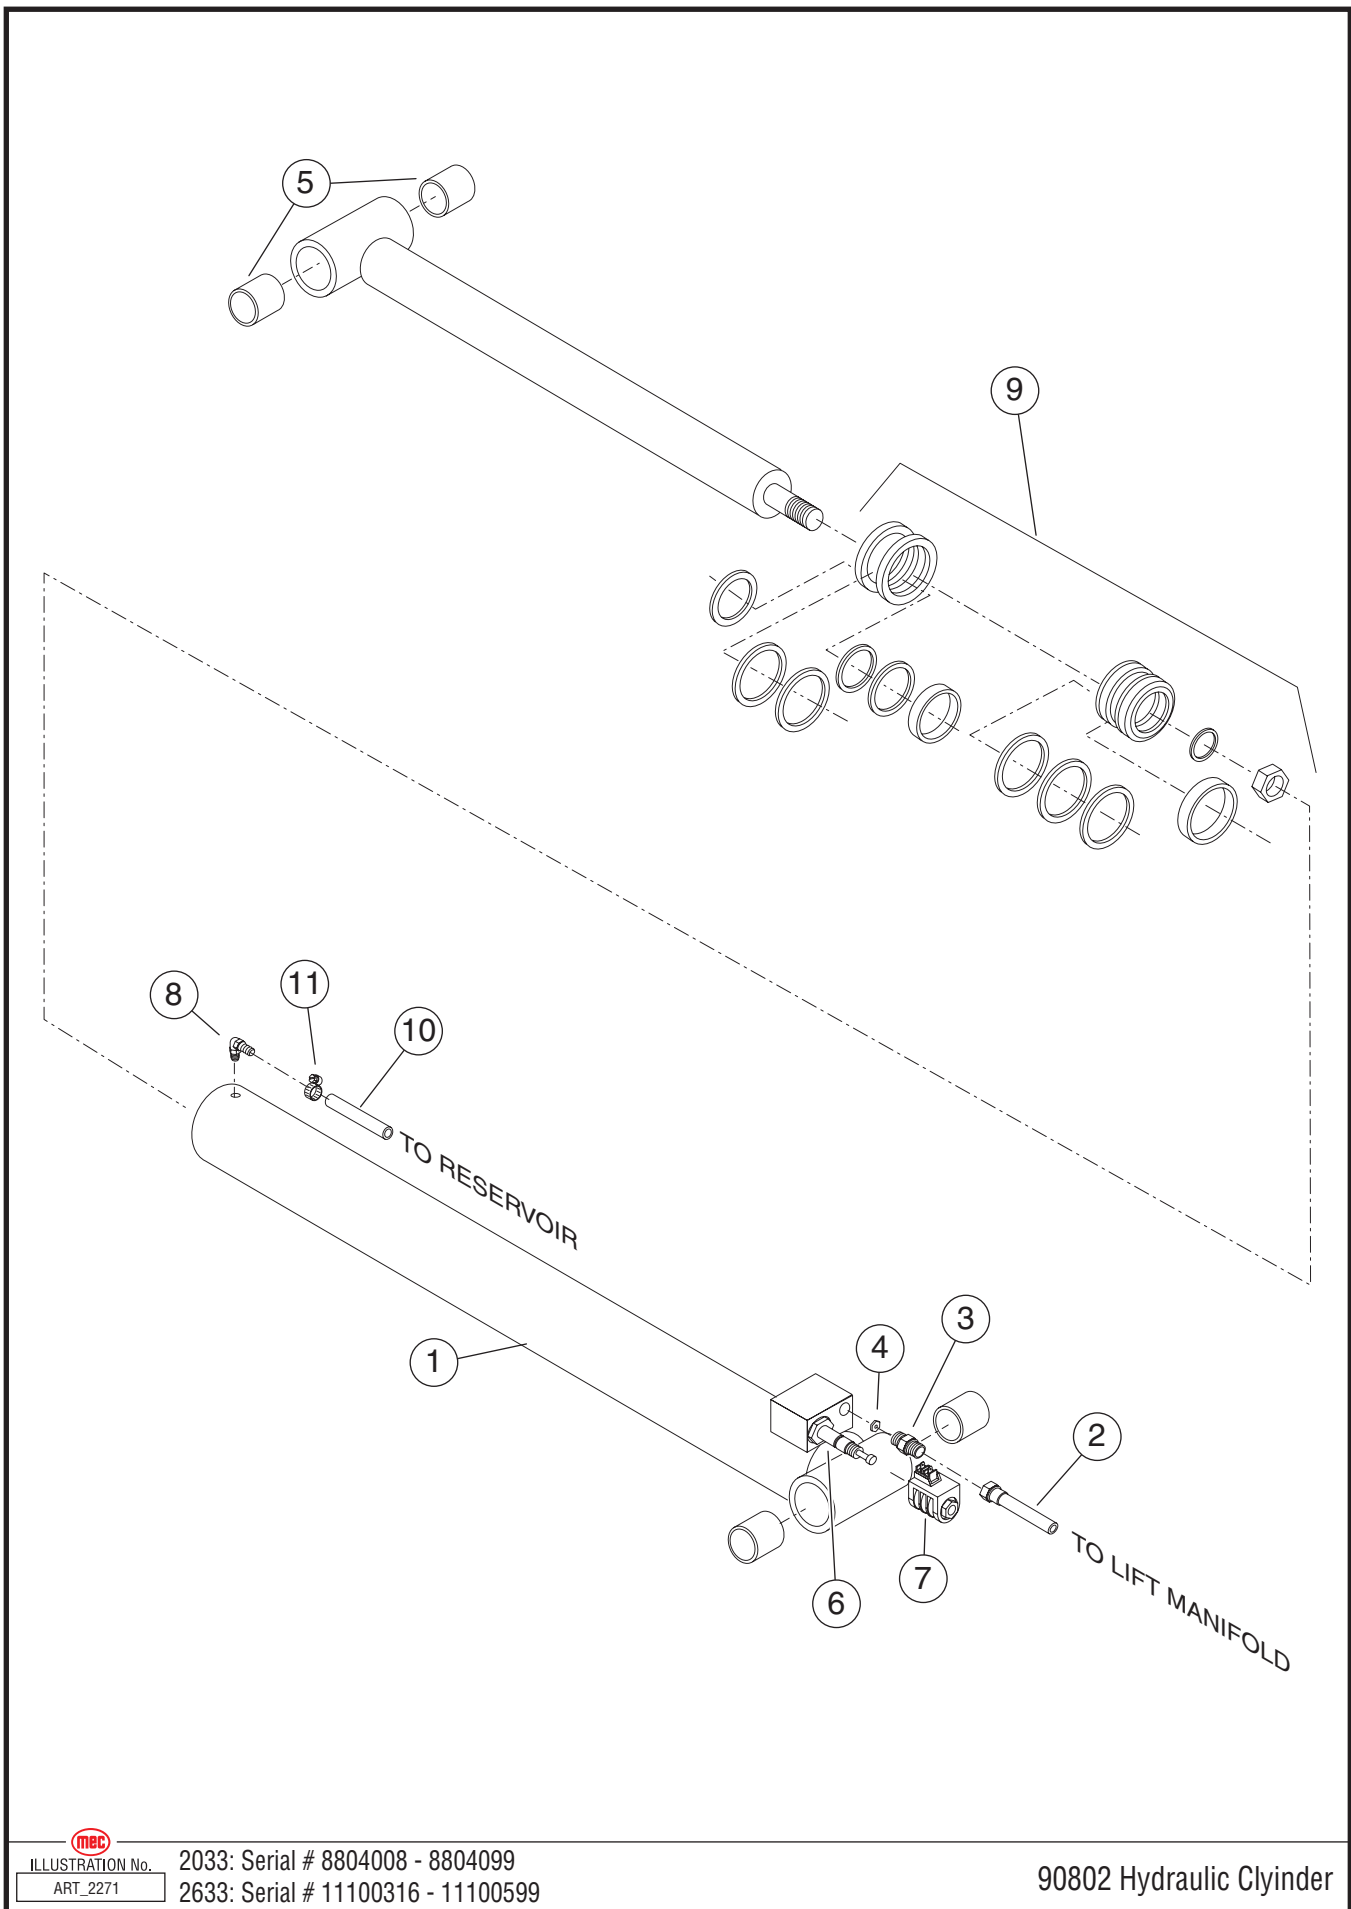 5
9
8
11
10
TO RESERVOIR
1
4
3
2
6
7
TO LIFT MANIFOLD
mec
ILLUSTRATION No.
ART_2271
2033: Serial # 8804008 - 8804099
2633: Serial # 11100316 - 11100599
90802 Hydraulic Clyinder